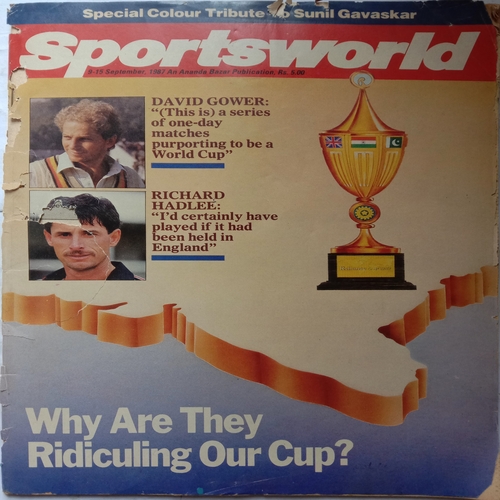 Special Colour Tribute to Sunil Gavaskar
Sportsworld
9-15 September, 1987 An Ananda Bazar Publication. Rs. 5.00
DAVID GOWER:
“(This is) a series
of one-day
matches
purporting to be a
World Cup”
RICHARD
HADLEE:
“I’d certainly have
played if it had
been held in
England”
Why Are They
Ridiculing Our Cup?